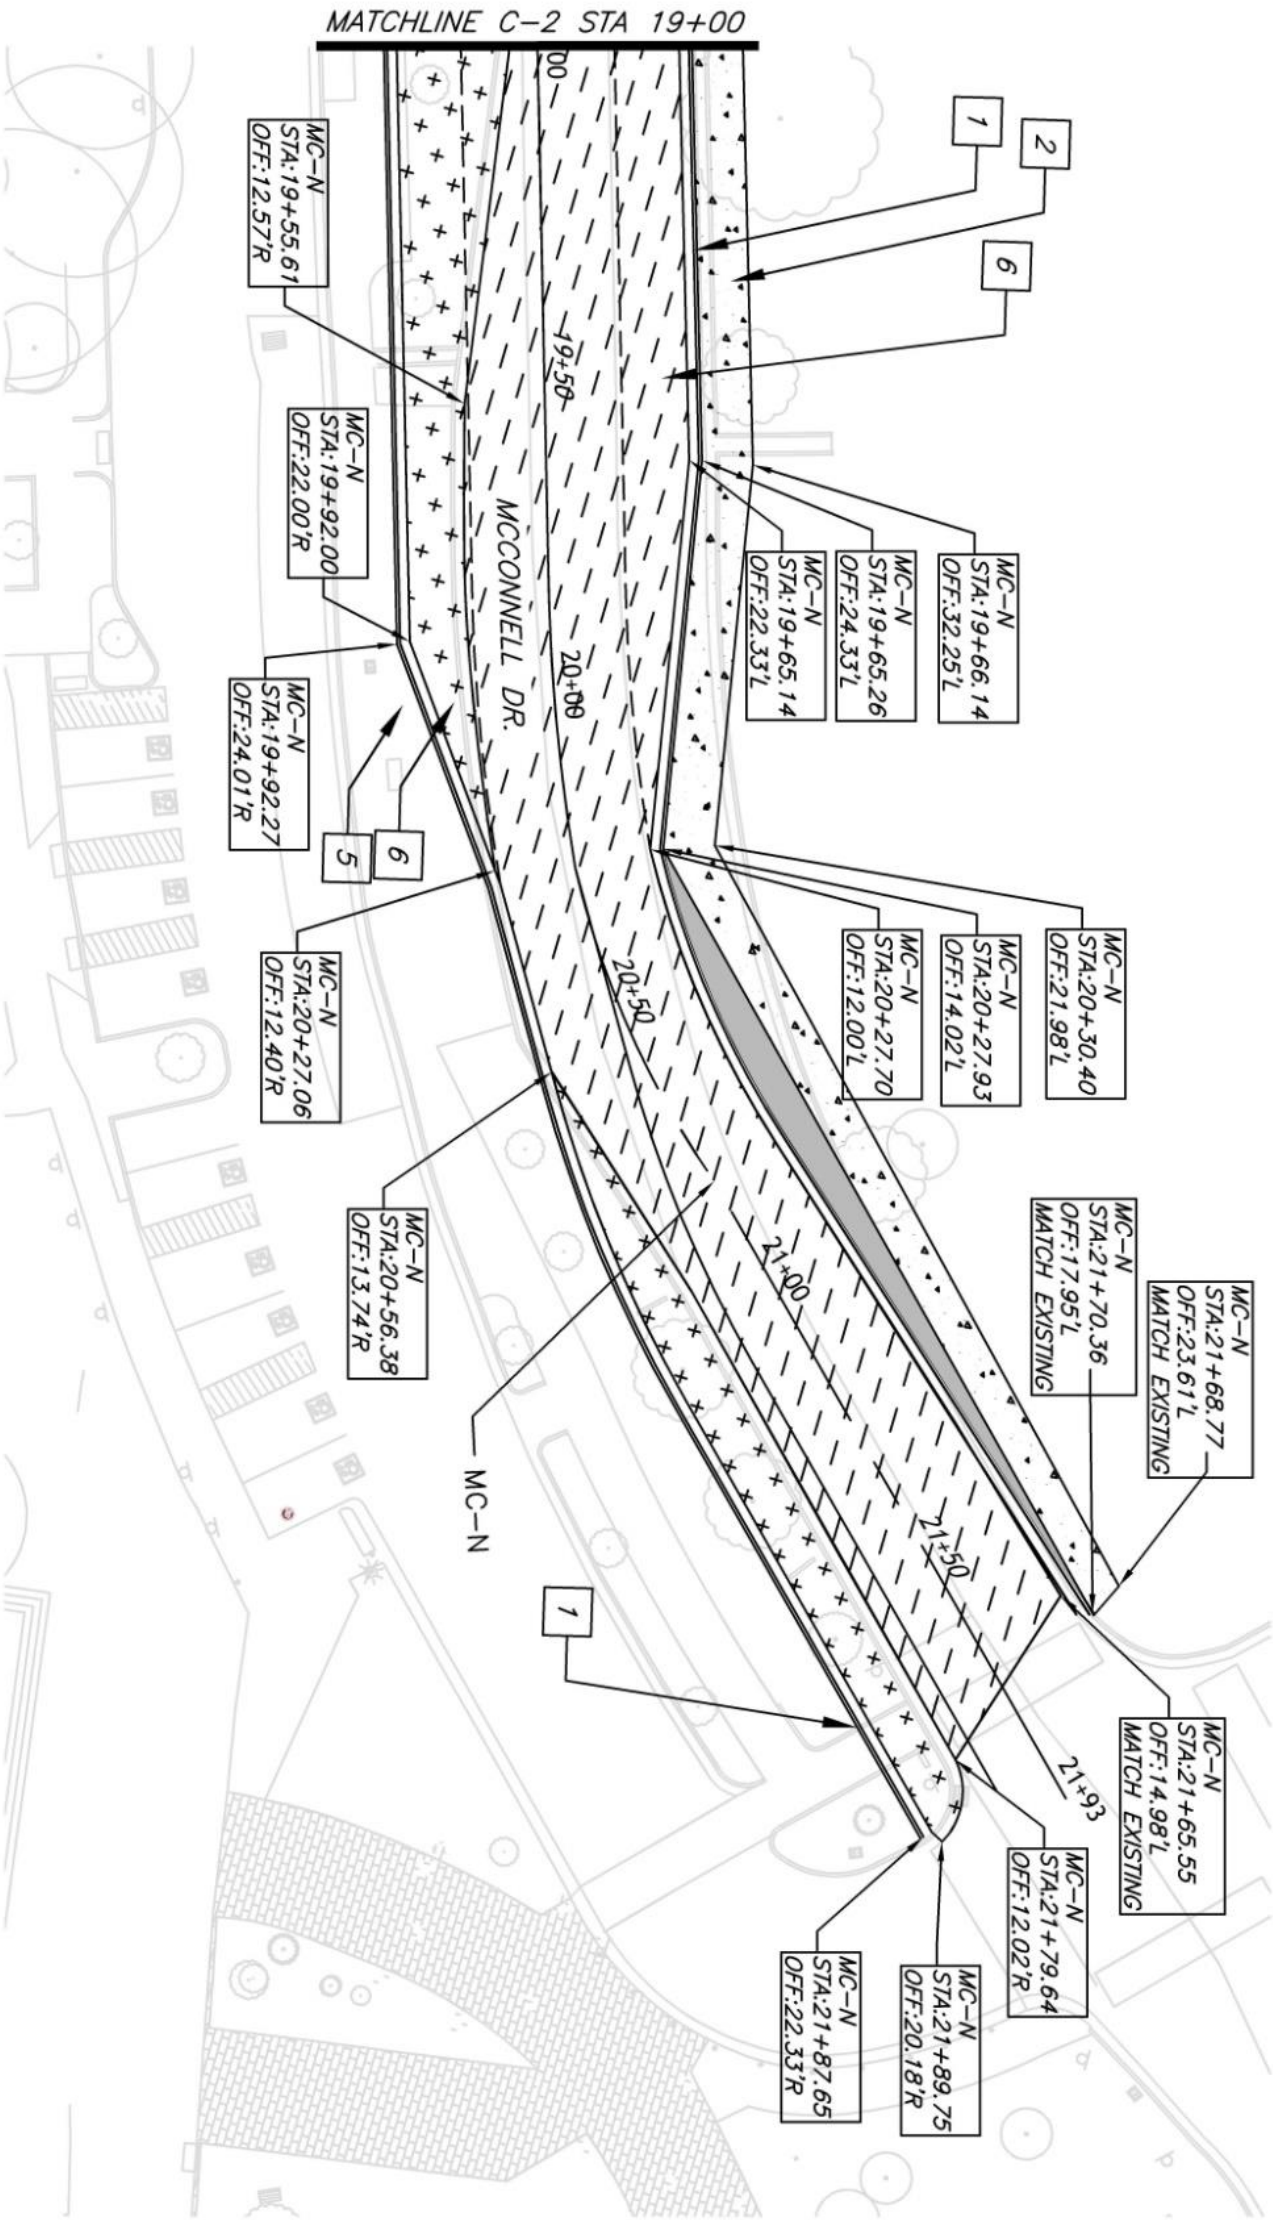 MATCHLINE C-2 STA 19+00
00
1
2
6
MC-N
STA:19+55.61
OFF:12.57'R
19+50
MC-N
STA:19+92.00
OFF:22.00'R
MCCONNELL DR.
MC-N
STA:19+65.14
OFF:22.33'L
MC-N
STA:19+65.26
OFF:24.33'L
MC-N
STA:19+66.14
OFF:32.25'L
20+00
MC-N
STA:19+92.27
OFF:24.01'R
5
6
MC-N
STA:20+27.06
OFF:12.40'R
20+50
MC-N
STA:20+27.70
OFF:12.00'L
MC-N
STA:20+27.93
OFF:14.02'L
MC-N
STA:20+30.40
OFF:21.98'L
MC-N
STA:20+56.38
OFF:13.74'R
21+00
MC-N
STA:21+70.36
OFF:17.95'L
MATCH EXISTING
MC-N
STA:21+68.77
OFF:23.61'L
MATCH EXISTING
MC-N
21+50
1
21+93
MC-N
STA:21+65.55
OFF:14.98'L
MATCH EXISTING
MC-N
STA:21+79.64
OFF:12.02'R
MC-N
STA:21+89.75
OFF:20.18'R
MC-N
STA:21+87.65
OFF:22.33'R